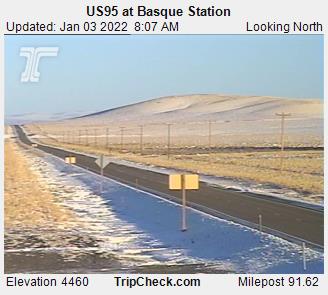 US95 at Basque Station
Updated: Jan 03 2022 8:07 AM Looking North
Elevation 4460 TripCheck.com Milepost 91.62